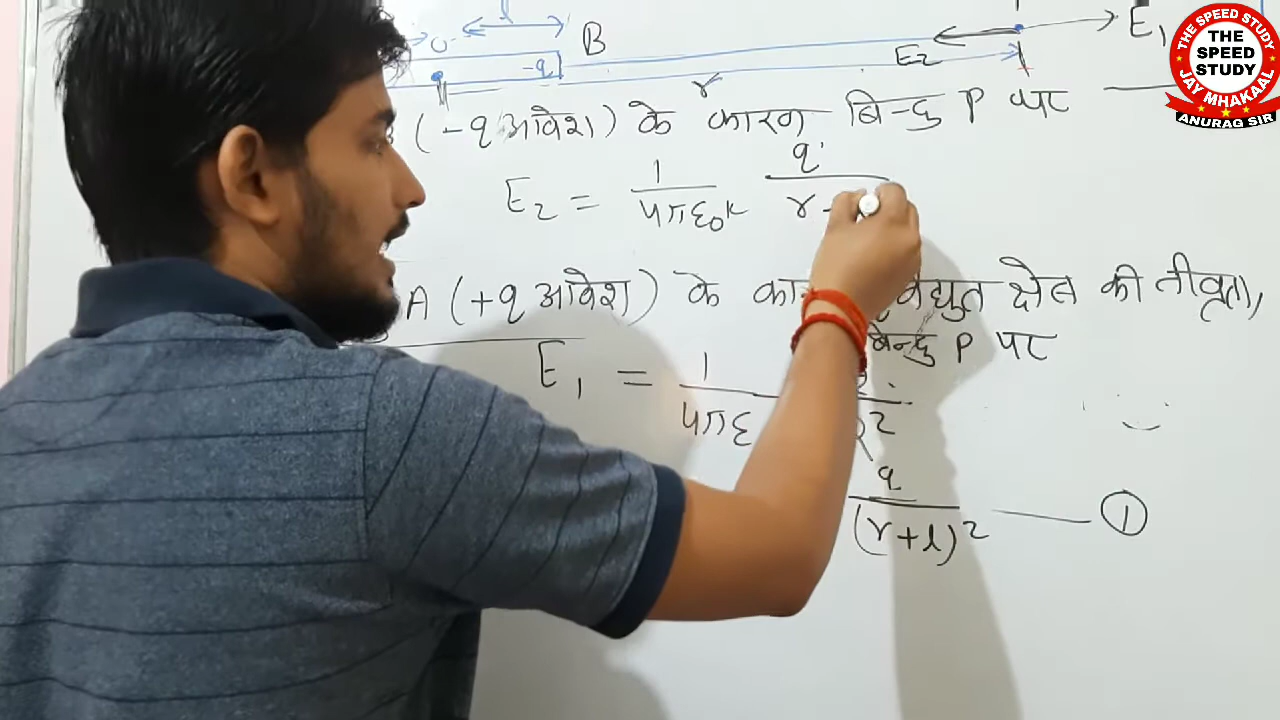 l
E₁
O
B
-q
E₂
r
(-q आवेश) के कारण बिन्दु P पर
E₂ = 1/4πε₀k q/r-
A (+q आवेश) के विद्युत क्षेत्र की तीव्रता,
बिन्दु P पर
E₁ = 1/4πε
q/(r+l)² — ①
THE SPEED STUDY
THE
SPEED
STUDY
JAY MHAKAAL
ANURAG SIR